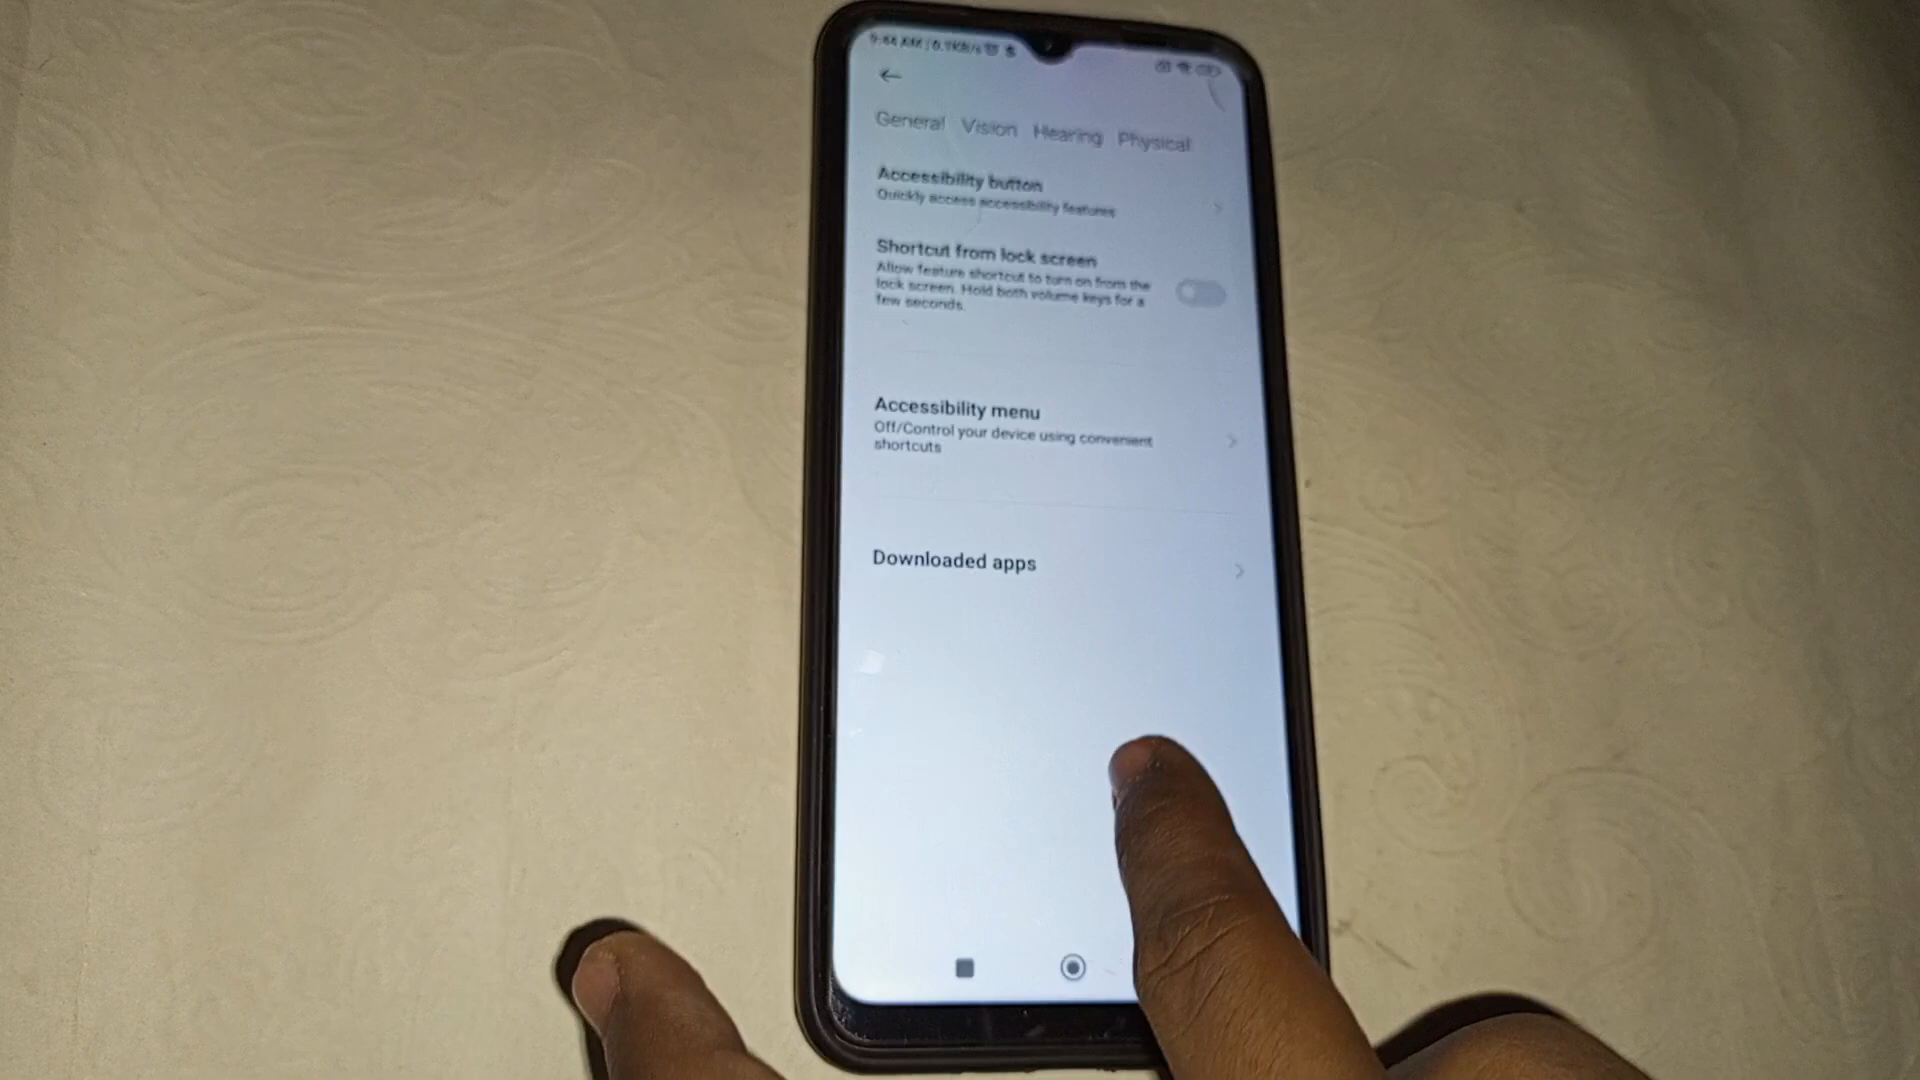 General Vision Hearing Physical
Accessibility button
Quickly access accessibility features
Shortcut from lock screen
Allow feature shortcut to turn on from the
lock screen. Hold both volume keys for a
few seconds.
Accessibility menu
Off/Control your device using convenient
shortcuts
Downloaded apps